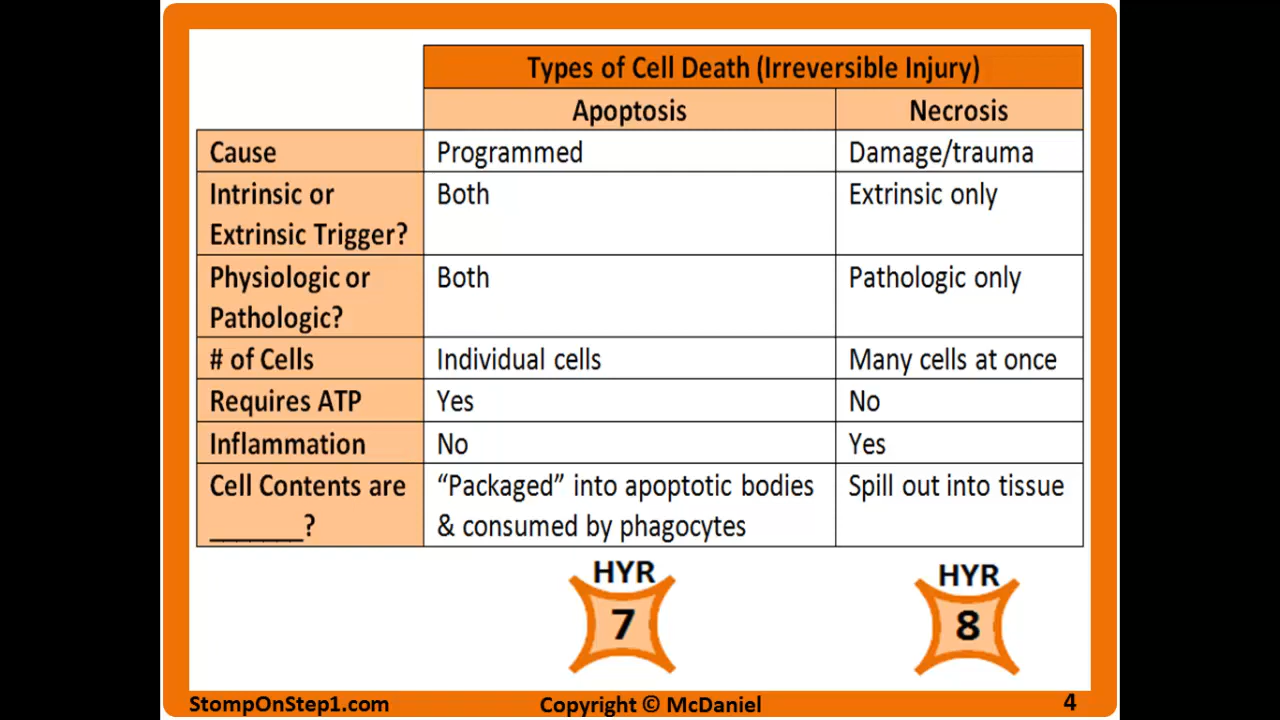 Types of Cell Death (Irreversible Injury)
Apoptosis Necrosis
Cause Programmed Damage/trauma
Intrinsic or Both Extrinsic only
Extrinsic Trigger?
Physiologic or Both Pathologic only
Pathologic?
# of Cells Individual cells Many cells at once
Requires ATP Yes No
Inflammation No Yes
Cell Contents are “Packaged” into apoptotic bodies Spill out into tissue
_______? & consumed by phagocytes
HYR HYR
7 8
StompOnStep1.com Copyright © McDaniel 4